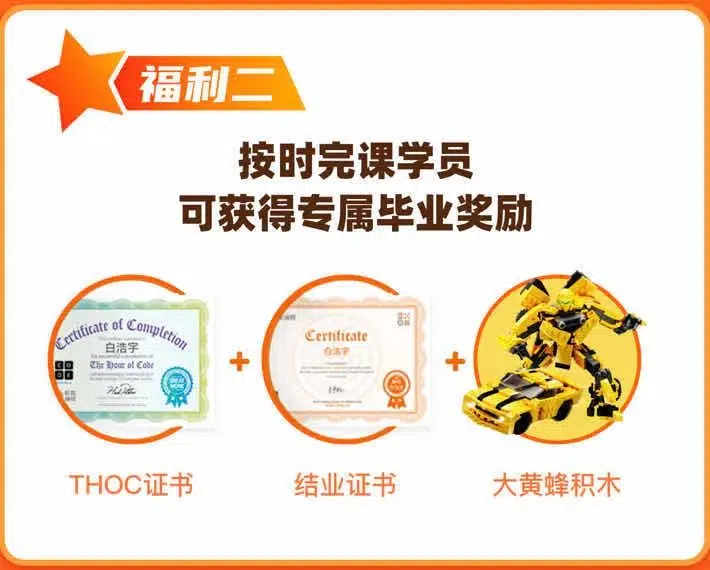 福利二
按时完课学员
可获得专属毕业奖励
Certificate of Completion
白浩宇
The Hour of Code
CO
DE
Certificate
白浩宇
+
+
THOC证书
结业证书
大黄蜂积木